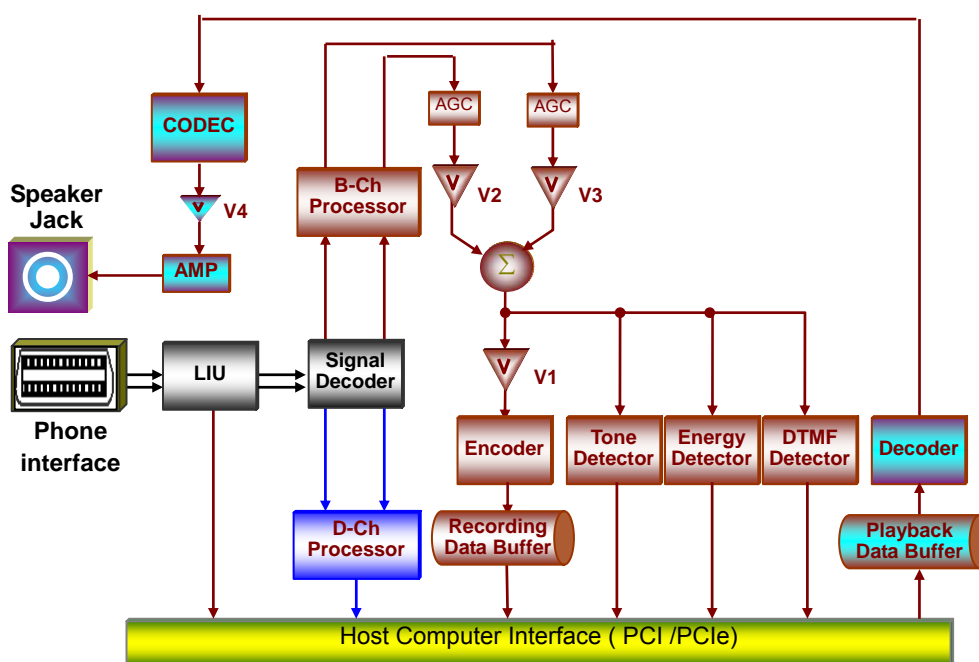 AGC
AGC
CODEC
B-Ch
Processor
V
V2
V
V3
Speaker
Jack
V
V4
AMP
Σ
LIU
Signal
Decoder
V
V1
Phone
interface
Encoder
Tone
Detector
Energy
Detector
DTMF
Detector
Decoder
D-Ch
Processor
Recording
Data Buffer
Playback
Data Buffer
Host Computer Interface ( PCI /PCIe)